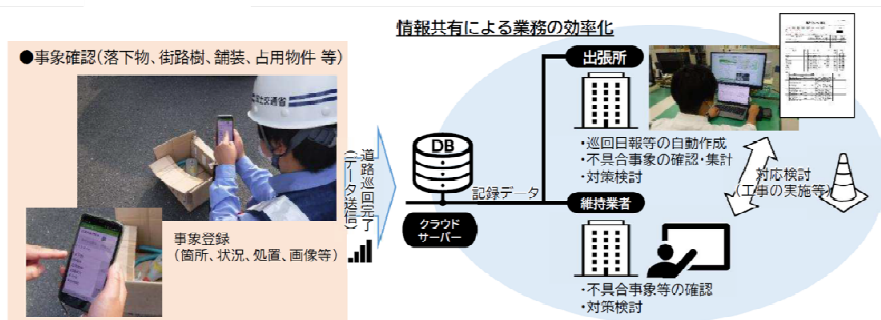 情報共有による業務の効率化
●事象確認(落下物、街路樹、舗装、占用物件 等)
国土交通省
事象登録
(箇所、状況、処置、画像等)
道路巡回完了
(データ送信)
DB
クラウド
サーバー
記録データ
出張所
・巡回日報等の自動作成
・不具合事象の確認・集計
・対策検討
対応検討
(工事の実施等)
維持業者
・不具合事象等の確認
・対策検討